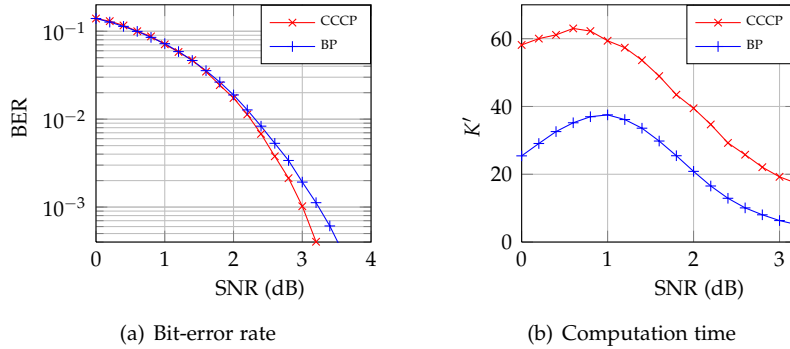 CCCP
BP
10⁻¹
10⁻²
10⁻³
BER
0 1 2 3 4
SNR (dB)
(a) Bit-error rate
CCCP
BP
60
40
20
0
K′
0 1 2 3
SNR (dB)
(b) Computation time